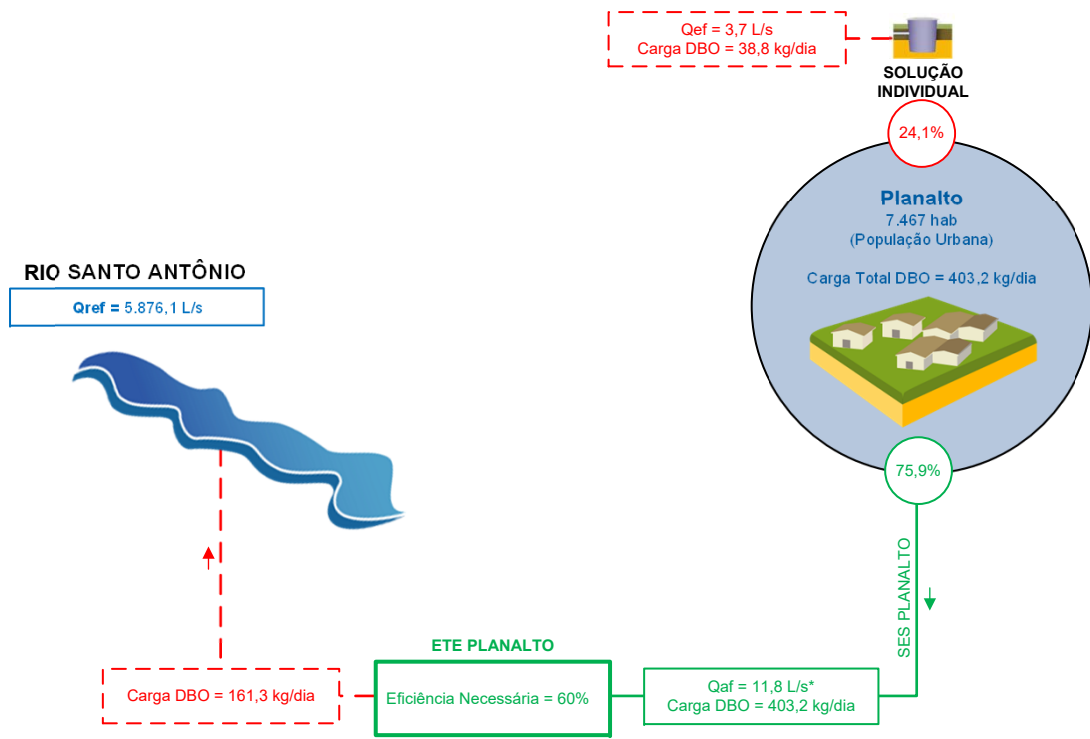 Qef = 3,7 L/s
Carga DBO = 38,8 kg/dia
SOLUÇÃO
INDIVIDUAL
24,1%
Planalto
7.467 hab
(População Urbana)
Carga Total DBO = 403,2 kg/dia
RIO SANTO ANTÔNIO
Qref = 5.876,1 L/s
75,9%
SES PLANALTO
ETE PLANALTO
Carga DBO = 161,3 kg/dia
Eficiência Necessária = 60%
Qaf = 11,8 L/s*
Carga DBO = 403,2 kg/dia